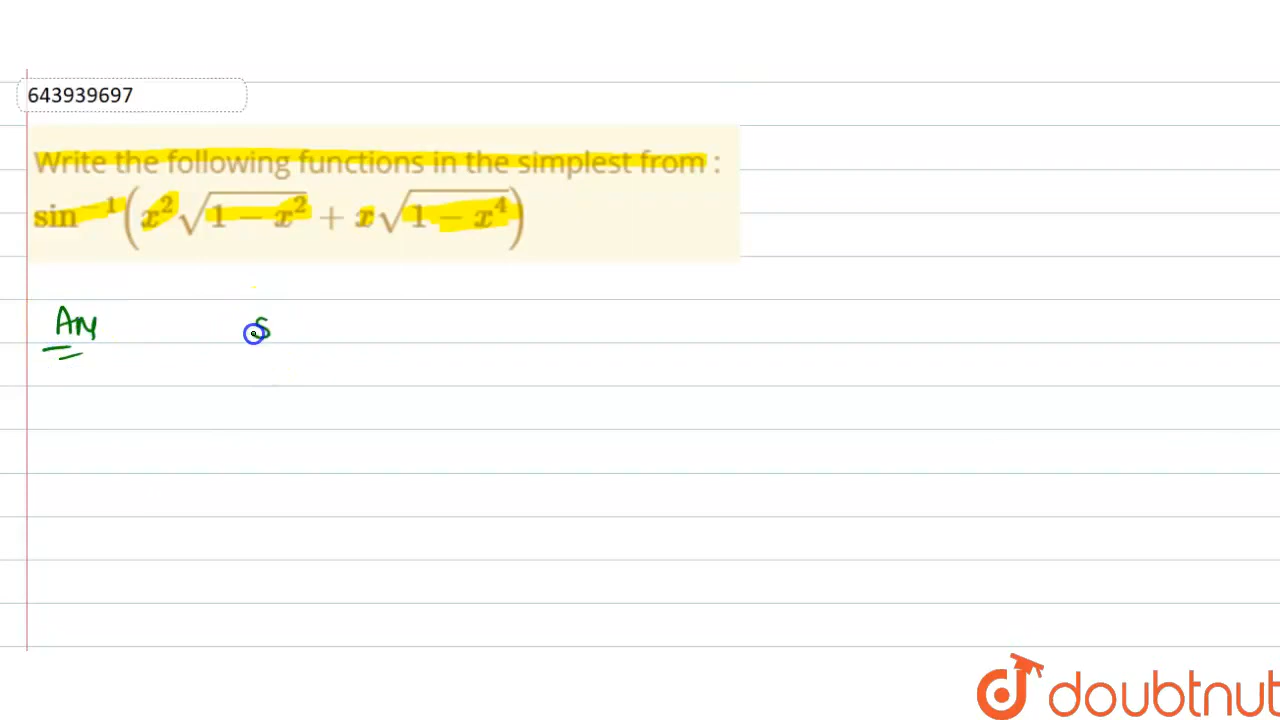 643939697
Write the following functions in the simplest from :
sin⁻¹(x²√(1 − x²) + x√(1 − x⁴))
Ans S
doubtnut